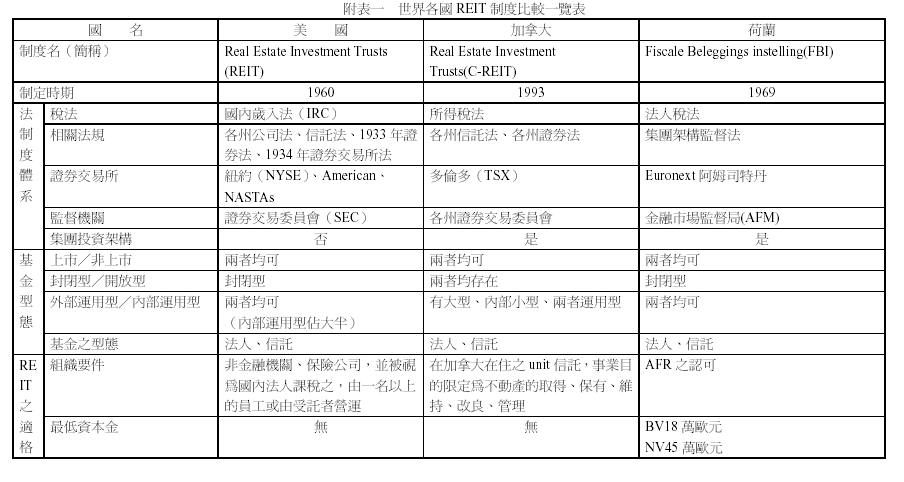 附表一 世界各國 REIT 制度比較一覽表
國 名 美 國 加拿大 荷蘭
制度名（簡稱） Real Estate Investment Trusts (REIT) Real Estate Investment Trusts(C-REIT) Fiscale Beleggings instelling(FBI)
制定時期 1960 1993 1969
法制度體系
稅法 國內歲入法（IRC） 所得稅法 法人稅法
相關法規 各州公司法、信託法、1933 年證券法、1934 年證券交易所法 各州信託法、各州證券法 集團架構監督法
證券交易所 紐約（NYSE）、American、NASTAs 多倫多（TSX） Euronext 阿姆司特丹
監督機關 證券交易委員會（SEC） 各州證券交易委員會 金融市場監督局(AFM)
集團投資架構 否 是 是
基金型態
上市／非上市 兩者均可 兩者均可 兩者均可
封閉型／開放型 封閉型 兩者均存在 封閉型
外部運用型／內部運用型 兩者均可（內部運用型佔大半） 有大型、內部小型、兩者運用型 兩者均可
基金之型態 法人、信託 法人、信託 法人、信託
REIT之適格
組織要件 非金融機關、保險公司，並被視為國內法人課稅之，由一名以上的員工或由受託者營運 在加拿大在住之 unit 信託，事業目的限定為不動產的取得、保有、維持、改良、管理 AFR 之認可
最低資本金 無 無 BV18 萬歐元 NV45 萬歐元